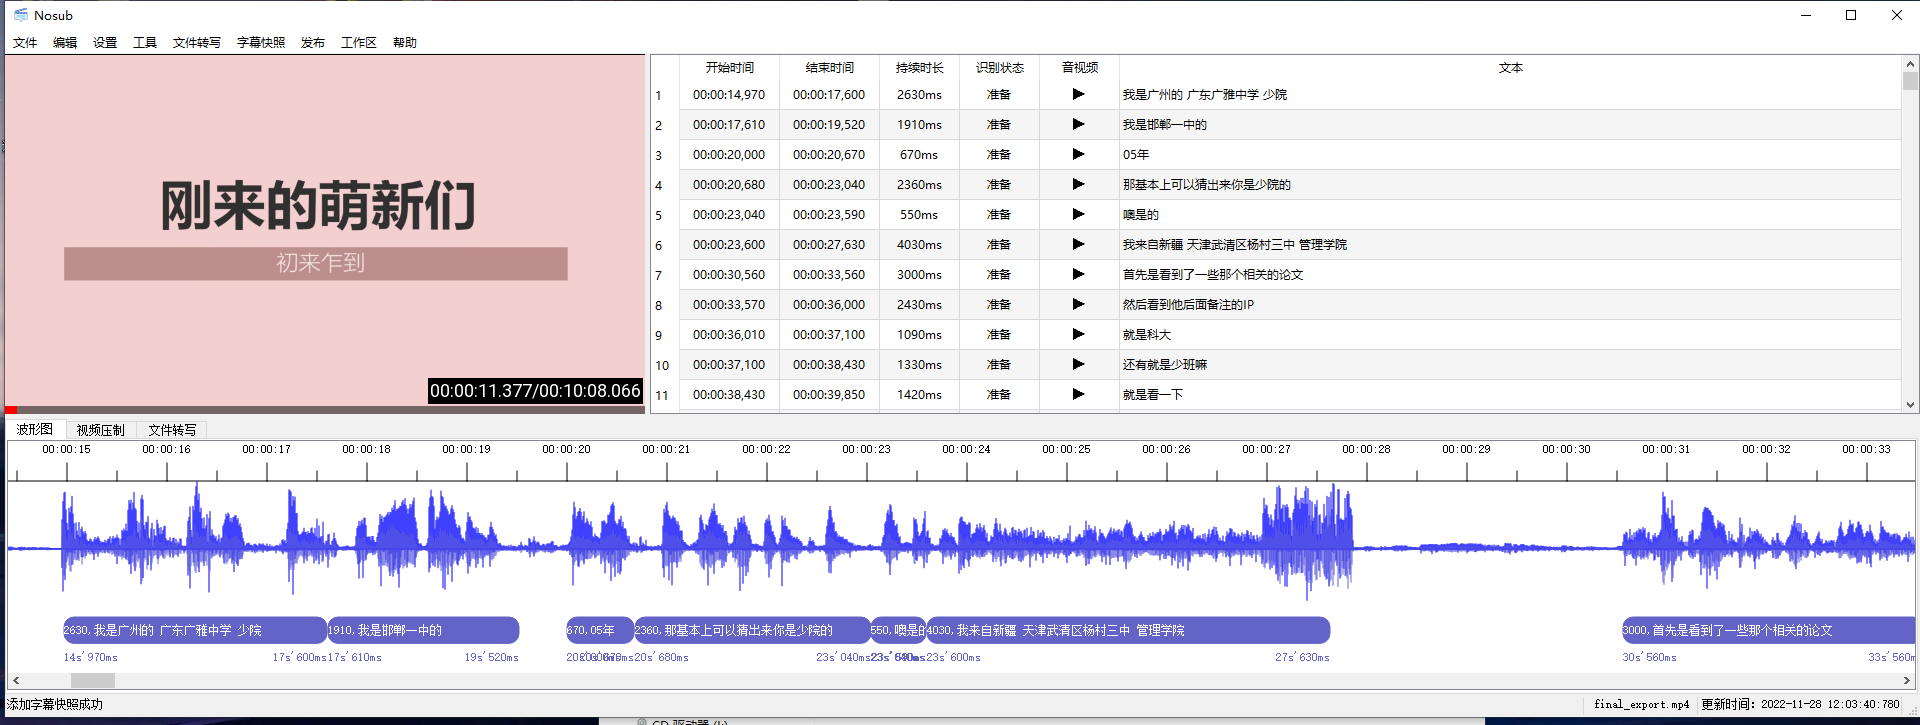 Nosub
文件 编辑 设置 工具 文件转写 字幕快照 发布 工作区 帮助
刚来的萌新们
初来乍到
00:00:11.377/00:10:08.066
开始时间 结束时间 持续时长 识别状态 音视频 文本
1 00:00:14,970 00:00:17,600 2630ms 准备 我是广州的 广东广雅中学 少院
2 00:00:17,610 00:00:19,520 1910ms 准备 我是邯郸一中的
3 00:00:20,000 00:00:20,670 670ms 准备 05年
4 00:00:20,680 00:00:23,040 2360ms 准备 那基本上可以猜出来你是少院的
5 00:00:23,040 00:00:23,590 550ms 准备 噢是的
6 00:00:23,600 00:00:27,630 4030ms 准备 我来自新疆 天津武清区杨村三中 管理学院
7 00:00:30,560 00:00:33,560 3000ms 准备 首先是看到了一些那个相关的论文
8 00:00:33,570 00:00:36,000 2430ms 准备 然后看到他后面备注的IP
9 00:00:36,010 00:00:37,100 1090ms 准备 就是科大
10 00:00:37,100 00:00:38,430 1330ms 准备 还有就是少班嘛
11 00:00:38,430 00:00:39,850 1420ms 准备 就是看一下
波形图 视频压制 文件转写
00:00:15 00:00:16 00:00:17 00:00:18 00:00:19 00:00:20 00:00:21 00:00:22 00:00:23 00:00:24 00:00:25 00:00:26 00:00:27 00:00:28 00:00:29 00:00:30 00:00:31 00:00:32 00:00:33
2630,我是广州的 广东广雅中学 少院 1910,我是邯郸一中的 670,05年 2360,那基本上可以猜出来你是少院的 550,噢是的 4030,我来自新疆 天津武清区杨村三中 管理学院 3000,首先是看到了一些那个相关的论文
14s'970ms 17s'600ms 17s'610ms 19s'520ms 20s'680ms 23s'040ms 23s'600ms 27s'630ms 30s'560ms 33s'560m
添加字幕快照成功 final_export.mp4 更新时间: 2022-11-28 12:03:40:780